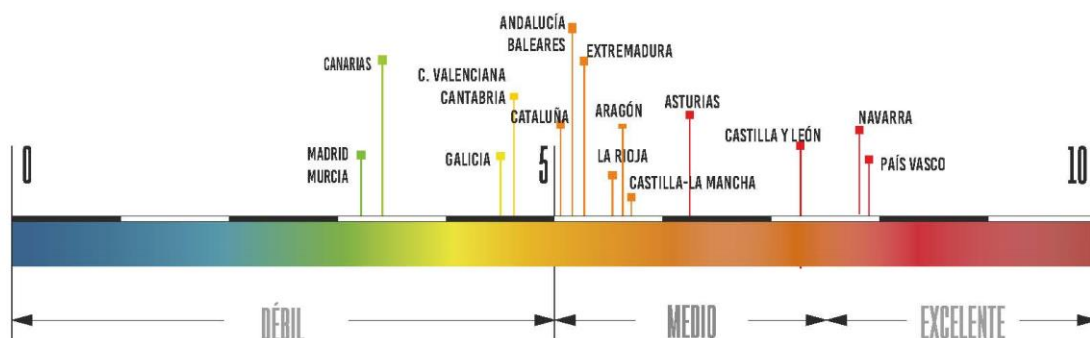 ANDALUCÍA
BALEARES
EXTREMADURA
CANARIAS
C. VALENCIANA
CANTABRIA
CATALUÑA
ARAGÓN
ASTURIAS
CASTILLA Y LEÓN
NAVARRA
MADRID
MURCIA
GALICIA
LA RIOJA
CASTILLA-LA MANCHA
PAÍS VASCO
0
5
10
DÉBIL
MEDIO
EXCELENTE